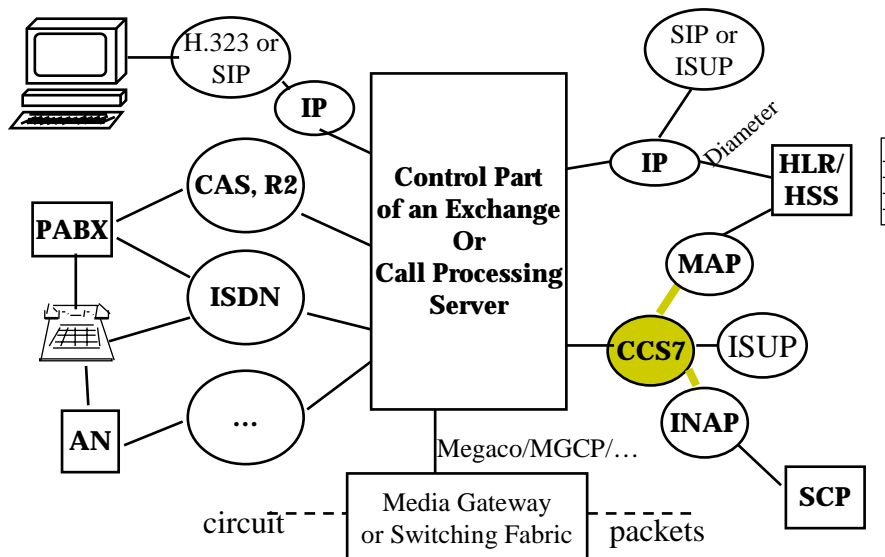 H.323 or
SIP
IP
SIP or
ISUP
Diameter
IP
HLR/
HSS
CAS, R2
Control Part
of an Exchange
Or
Call Processing
Server
PABX
MAP
ISDN
CCS7
ISUP
...
INAP
AN
Megaco/MGCP/...
SCP
Media Gateway
or Switching Fabric
circuit
packets